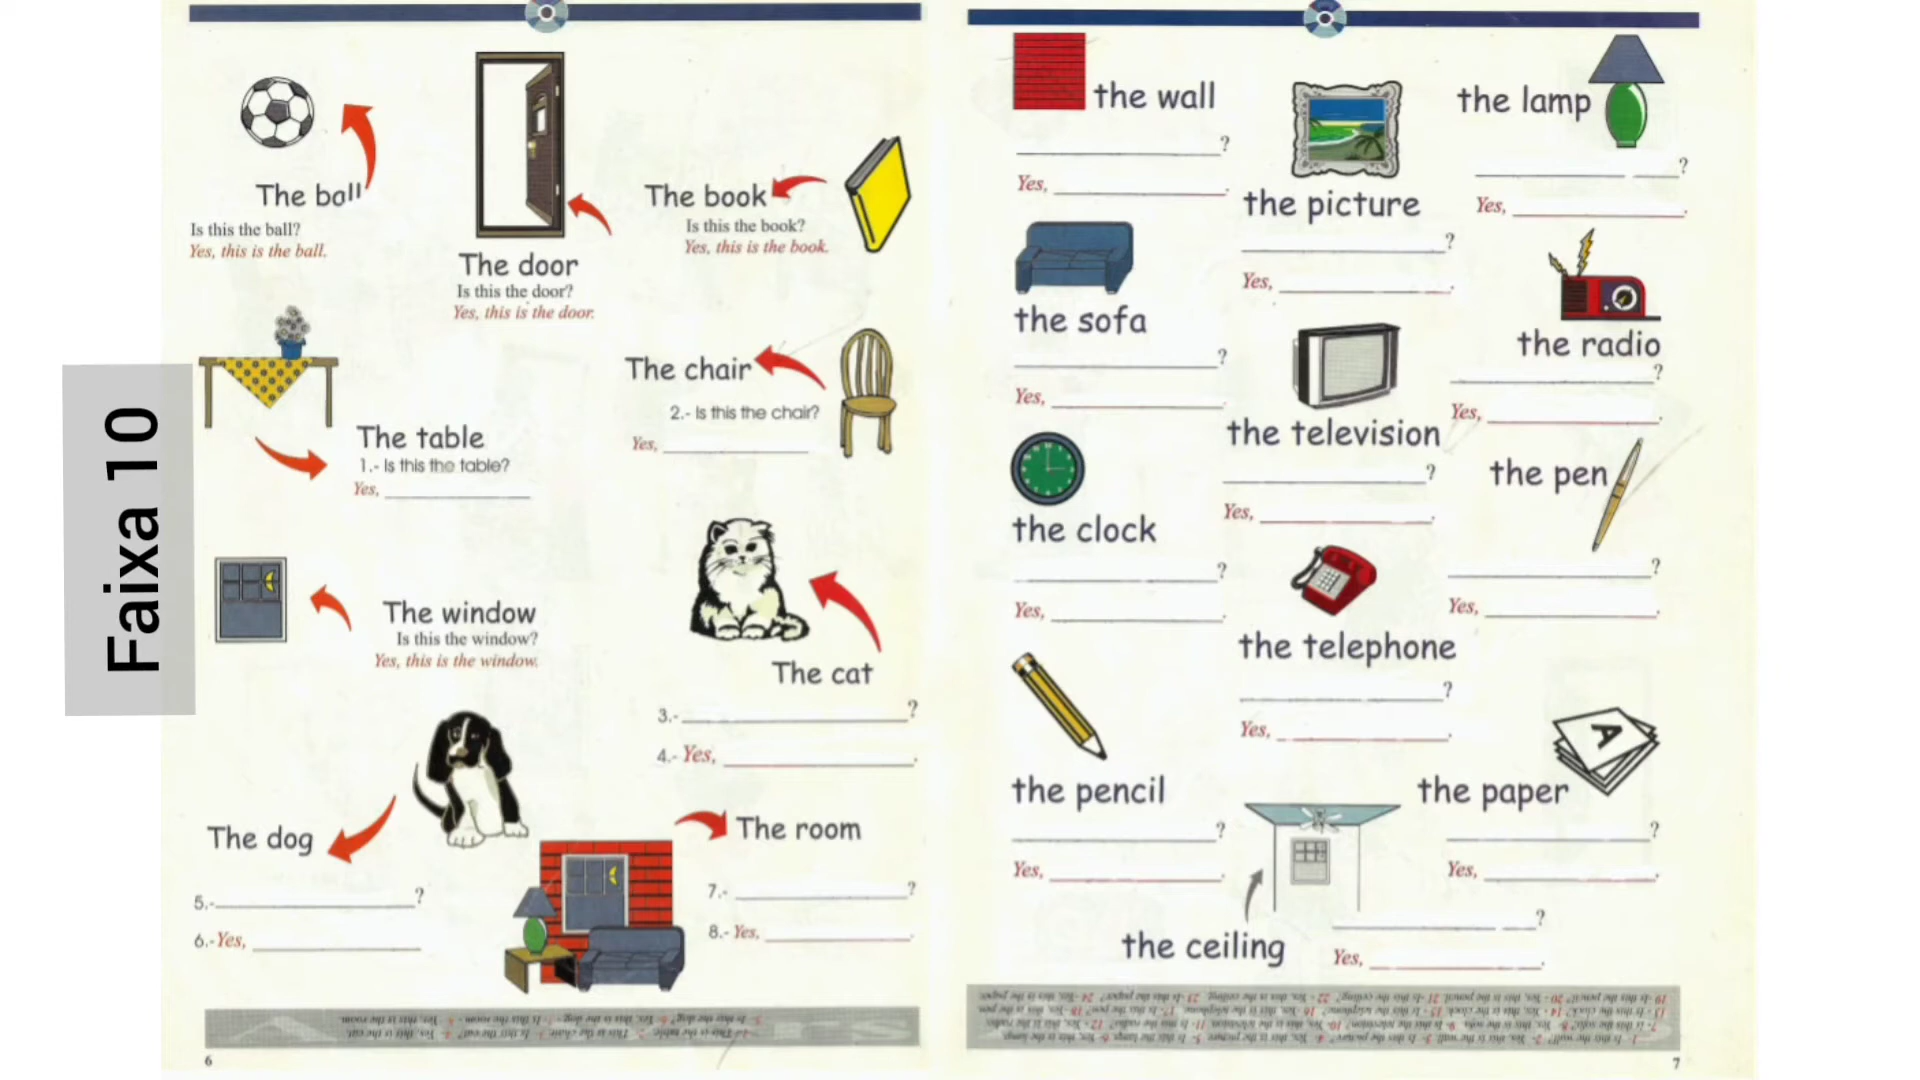 Faixa 10
The ball
Is this the ball?
Yes, this is the ball.
The door
Is this the door?
Yes, this is the door.
The book
Is this the book?
Yes, this is the book.
The table
1.- Is this the table?
Yes,
The chair
2.- Is this the chair?
Yes,
The window
Is this the window?
Yes, this is the window.
The cat
3.- ?
4.- Yes, .
The dog
5.- ?
6.- Yes,
The room
7.- ?
8.- Yes, .
6
the wall
?
Yes, .
the picture
?
Yes, .
the lamp
?
Yes, .
the sofa
?
Yes, .
the television
?
Yes, .
the radio
?
Yes, .
the clock
?
Yes, .
the telephone
?
Yes, .
the pen
?
Yes, .
the pencil
?
Yes, .
the ceiling
?
Yes, .
the paper
?
Yes, .
7